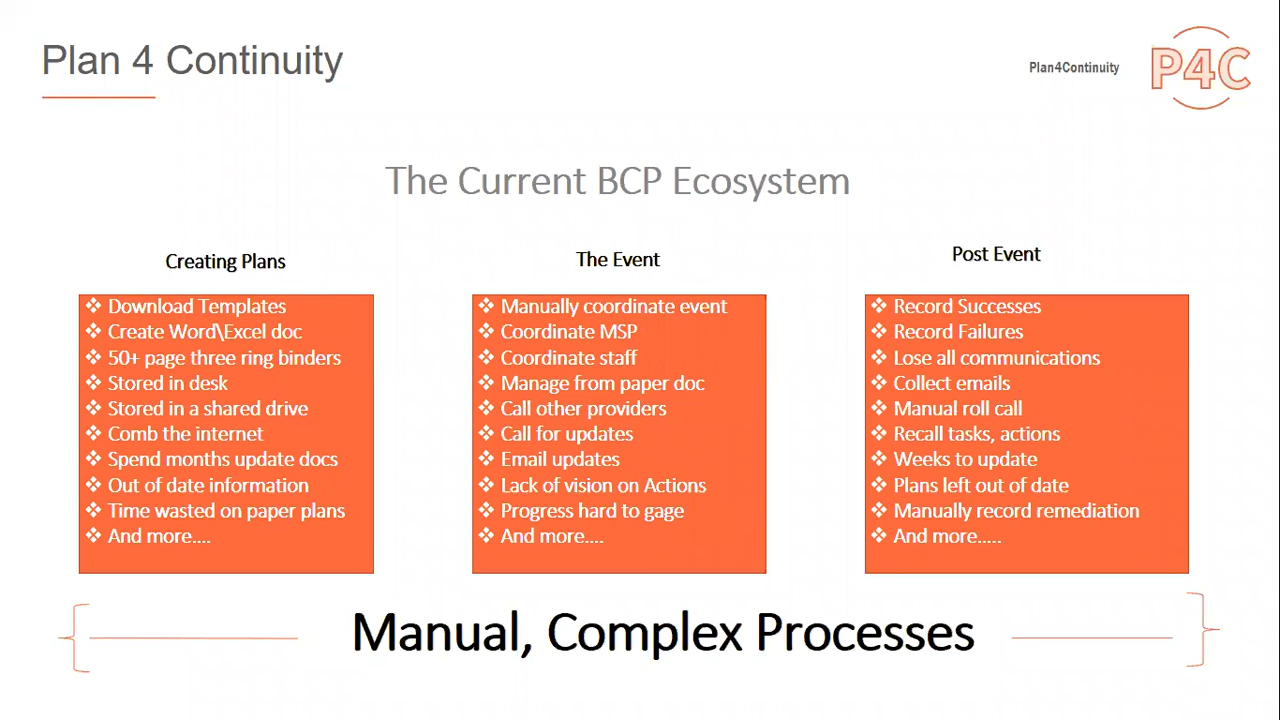 Plan 4 Continuity
Plan4Continuity
P4C
The Current BCP Ecosystem
Creating Plans
❖ Download Templates
❖ Create Word\Excel doc
❖ 50+ page three ring binders
❖ Stored in desk
❖ Stored in a shared drive
❖ Comb the internet
❖ Spend months update docs
❖ Out of date information
❖ Time wasted on paper plans
❖ And more....
The Event
❖ Manually coordinate event
❖ Coordinate MSP
❖ Coordinate staff
❖ Manage from paper doc
❖ Call other providers
❖ Call for updates
❖ Email updates
❖ Lack of vision on Actions
❖ Progress hard to gage
❖ And more....
Post Event
❖ Record Successes
❖ Record Failures
❖ Lose all communications
❖ Collect emails
❖ Manual roll call
❖ Recall tasks, actions
❖ Weeks to update
❖ Plans left out of date
❖ Manually record remediation
❖ And more.....
Manual, Complex Processes